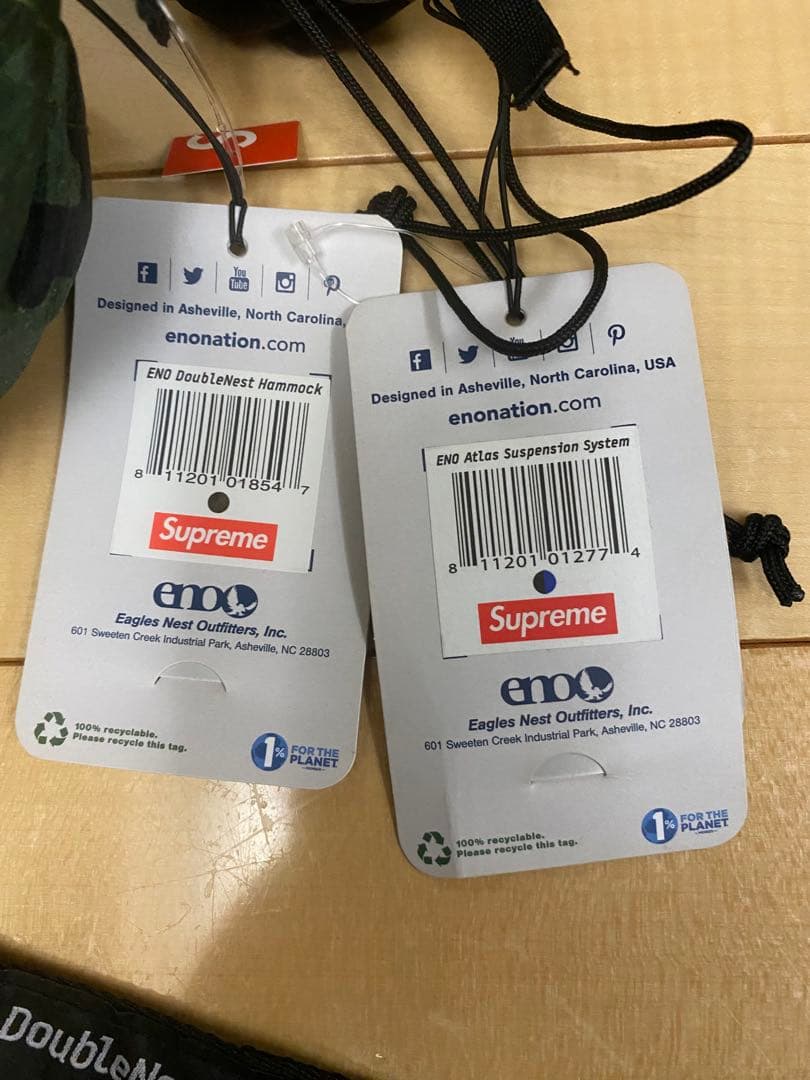 You
Tube
Designed in Asheville, North Carolina,
enonation.com
ENO DoubleNest Hammock
8 11201 01854 7
Supreme
eno
Eagles Nest Outfitters, Inc.
601 Sweeten Creek Industrial Park, Asheville, NC 28803
100% recyclable.
Please recycle this tag.
1% FOR THE
PLANET
You
Designed in Asheville, North Carolina, USA
enonation.com
ENO Atlas Suspension System
8 11201 01277 4
Supreme
eno
Eagles Nest Outfitters, Inc.
601 Sweeten Creek Industrial Park, Asheville, NC 28803
100% recyclable.
Please recycle this tag.
1% FOR THE
PLANET